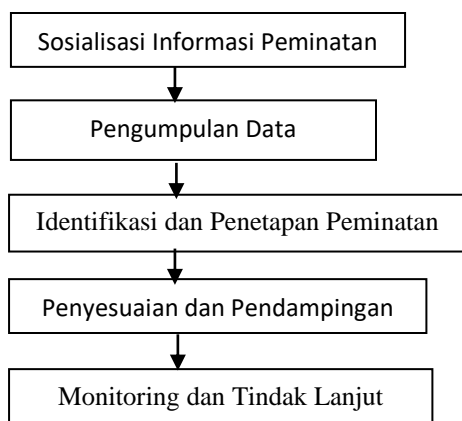 Sosialisasi Informasi Peminatan
Pengumpulan Data
Identifikasi dan Penetapan Peminatan
Penyesuaian dan Pendampingan
Monitoring dan Tindak Lanjut